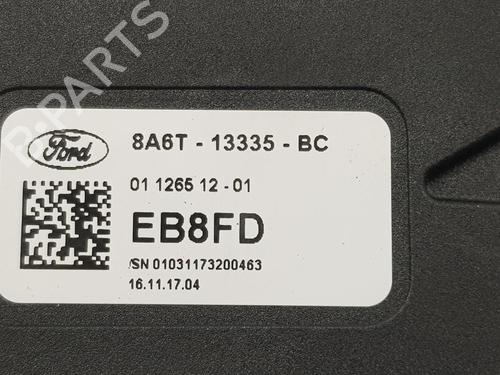 B-PARTS
Ford
8A6T - 13335 - BC
01 1265 12 - 01
EB8FD
/SN 01031173200463
16.11.17.04